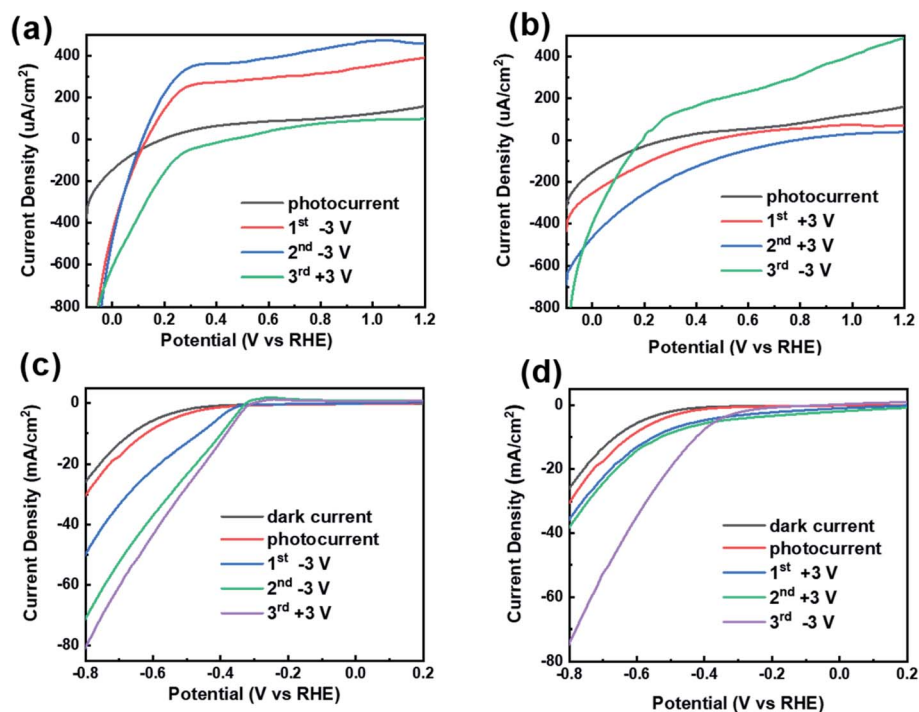 (a)
Current Density (uA/cm²)
400
200
0
-200
-400
-600
-800
photocurrent
1ˢᵗ -3 V
2ⁿᵈ -3 V
3ʳᵈ +3 V
0.0 0.2 0.4 0.6 0.8 1.0 1.2
Potential (V vs RHE)
(b)
Current Density (uA/cm²)
400
200
0
-200
-400
-600
-800
photocurrent
1ˢᵗ +3 V
2ⁿᵈ +3 V
3ʳᵈ -3 V
0.0 0.2 0.4 0.6 0.8 1.0 1.2
Potential (V vs RHE)
(c)
Current Density (mA/cm²)
0
-20
-40
-60
-80
dark current
photocurrent
1ˢᵗ -3 V
2ⁿᵈ -3 V
3ʳᵈ +3 V
-0.8 -0.6 -0.4 -0.2 0.0 0.2
Potential (V vs RHE)
(d)
Current Density (mA/cm²)
0
-20
-40
-60
-80
dark current
photocurrent
1ˢᵗ +3 V
2ⁿᵈ +3 V
3ʳᵈ -3 V
-0.8 -0.6 -0.4 -0.2 0.0 0.2
Potential (V vs RHE)